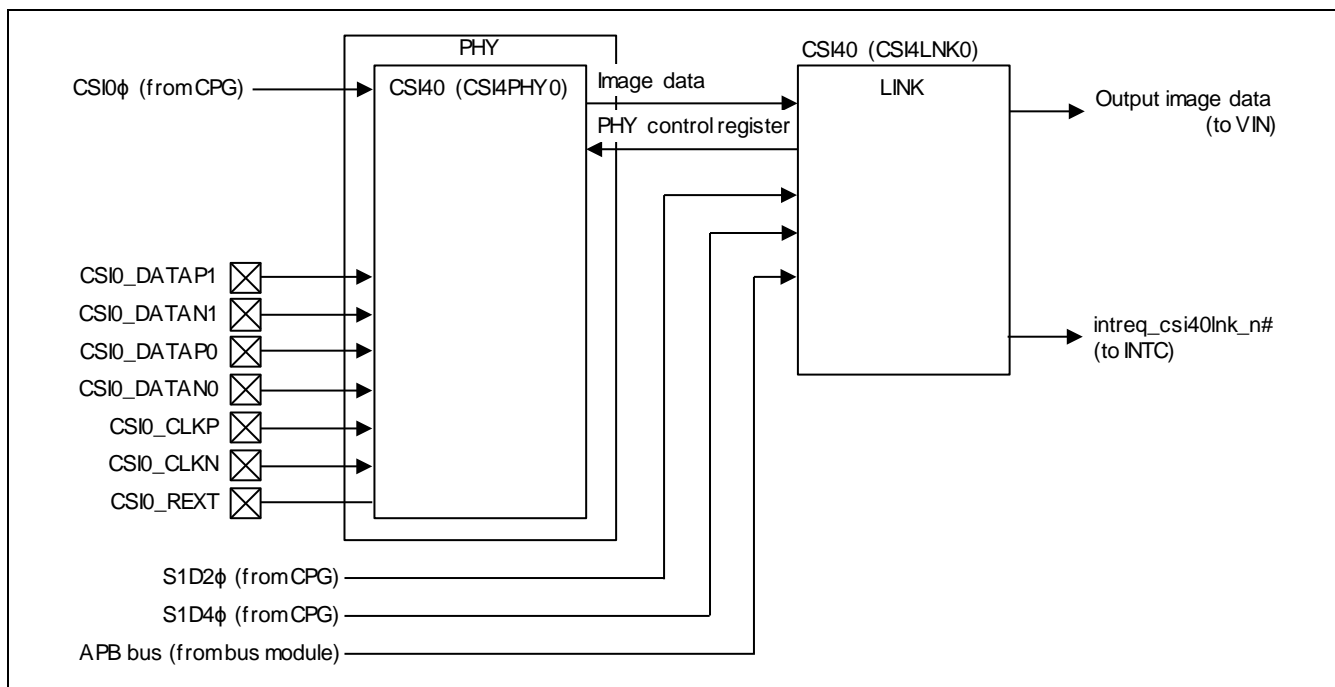 PHY
CSI40 (CSI4LNK0)
CSI0ϕ (from CPG)
CSI40 (CSI4PHY0)
Image data
LINK
Output image data
(to VIN)
PHY control register
CSI0_DATAP1
CSI0_DATAN1
CSI0_DATAP0
CSI0_DATAN0
CSI0_CLKP
CSI0_CLKN
CSI0_REXT
intreq_csi40lnk_n#
(to INTC)
S1D2ϕ (from CPG)
S1D4ϕ (from CPG)
APB bus (from bus module)